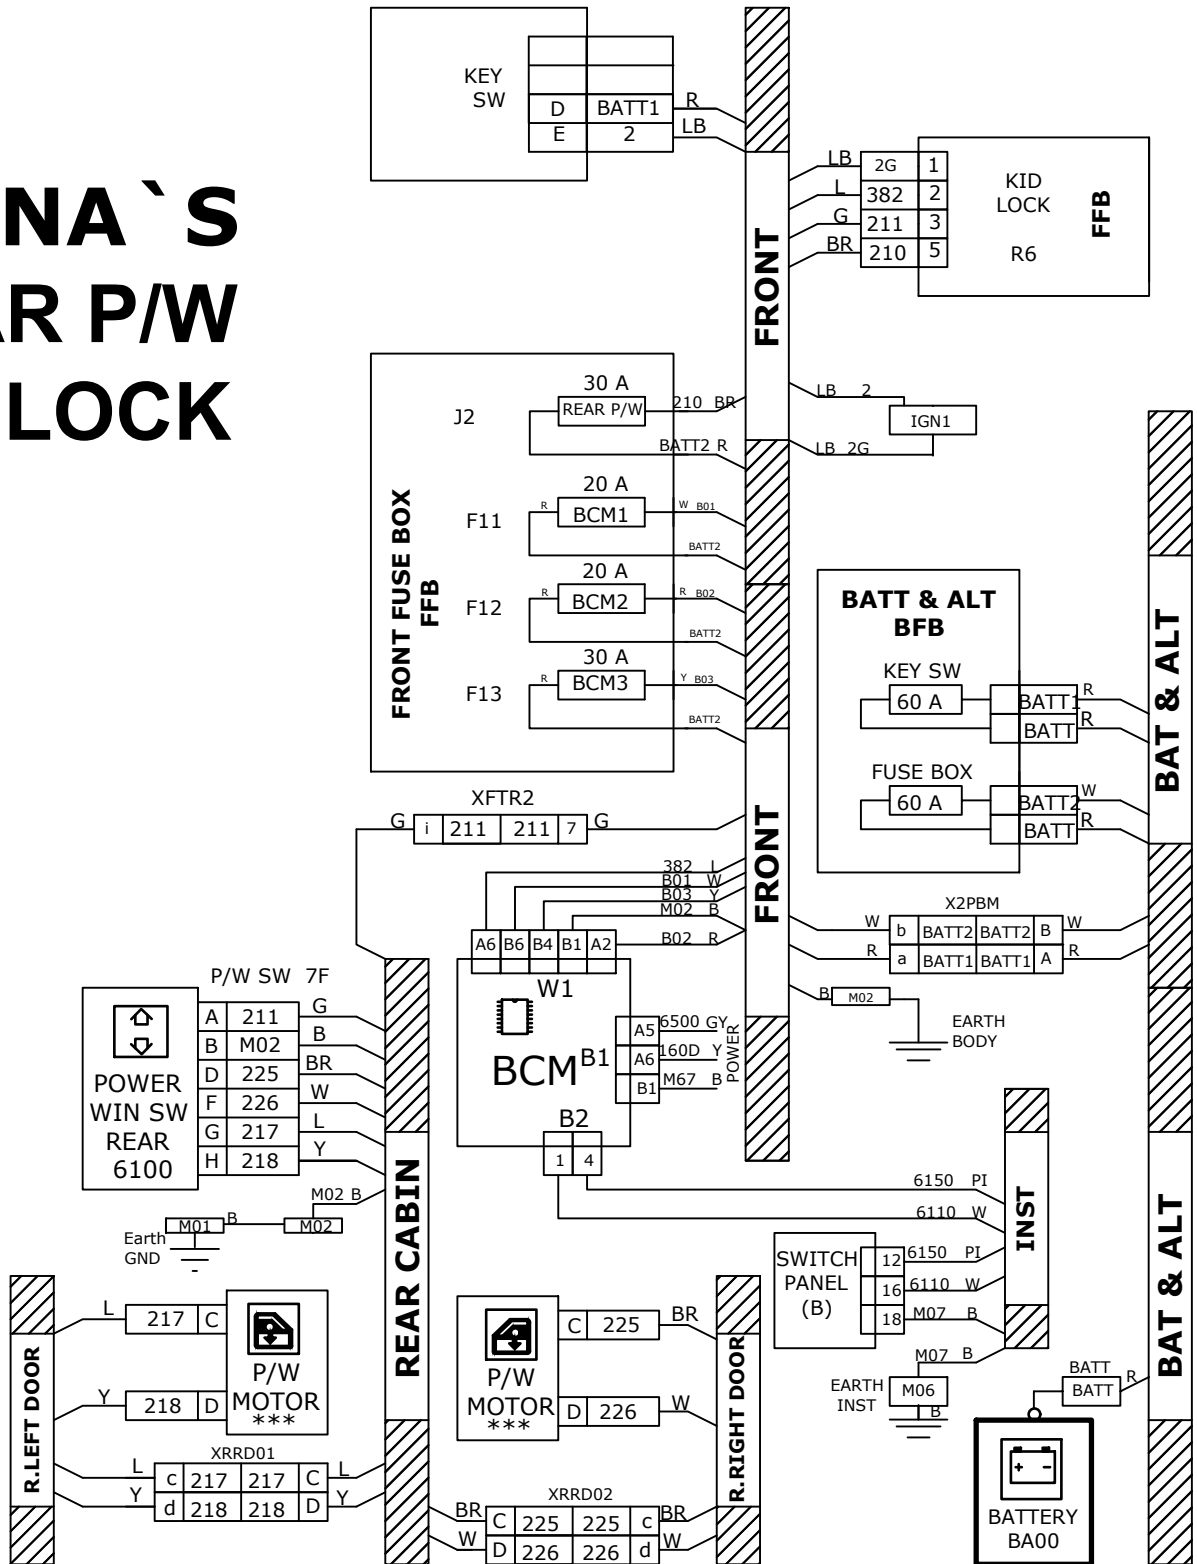 NA`S
AR P/W
LOCK
KEY
SW
D BATT1 R
E 2 LB
LB 2G 1
L 382 2
G 211 3
BR 210 5
KID
LOCK
R6
FFB
FRONT
LB 2
IGN1
LB 2G
FRONT FUSE BOX
FFB
J2
30 A
REAR P/W
210 BR
BATT2 R
F11
20 A
R BCM1 W B01
BATT2
F12
20 A
R BCM2 R B02
BATT2
F13
30 A
R BCM3 Y B03
BATT2
BATT & ALT
BFB
KEY SW
60 A
BATT1 R
BATT R
FUSE BOX
60 A
BATT2 W
BATT R
BAT & ALT
XFTR2
G i 211 211 7 G
FRONT
382 L
B01 W
B03 Y
M02 B
B02 R
A6 B6 B4 B1 A2
W1
BCM
B1
A5 6500 GY
A6 160D Y
B1 M67 B
POWER
B2
1 4
X2PBM
W b BATT2 BATT2 B W
R a BATT1 BATT1 A R
B M02
EARTH
BODY
P/W SW 7F
POWER
WIN SW
REAR
6100
A 211 G
B M02 B
D 225 BR
F 226 W
G 217 L
H 218 Y
M02 B
M01 B M02
Earth
GND
REAR CABIN
6150 PI
6110 W
INST
SWITCH
PANEL
(B)
12 6150 PI
16 6110 W
18 M07 B
M07 B
EARTH
INST
M06
B
BAT & ALT
BATT
BATT R
BATTERY
BA00
+ -
R.LEFT DOOR
L 217 C
Y 218 D
P/W
MOTOR
***
XRRD01
L c 217 217 C L
Y d 218 218 D Y
P/W
MOTOR
***
C 225 BR
D 226 W
R.RIGHT DOOR
XRRD02
BR C 225 225 c BR
W D 226 226 d W